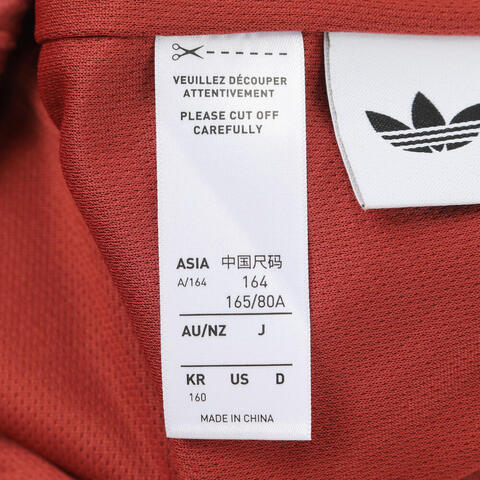 VEUILLEZ DÉCOUPER
ATTENTIVEMENT
PLEASE CUT OFF
CAREFULLY
ASIA 中国尺码
A/164 164
165/80A
AU/NZ J
KR US D
160
MADE IN CHINA